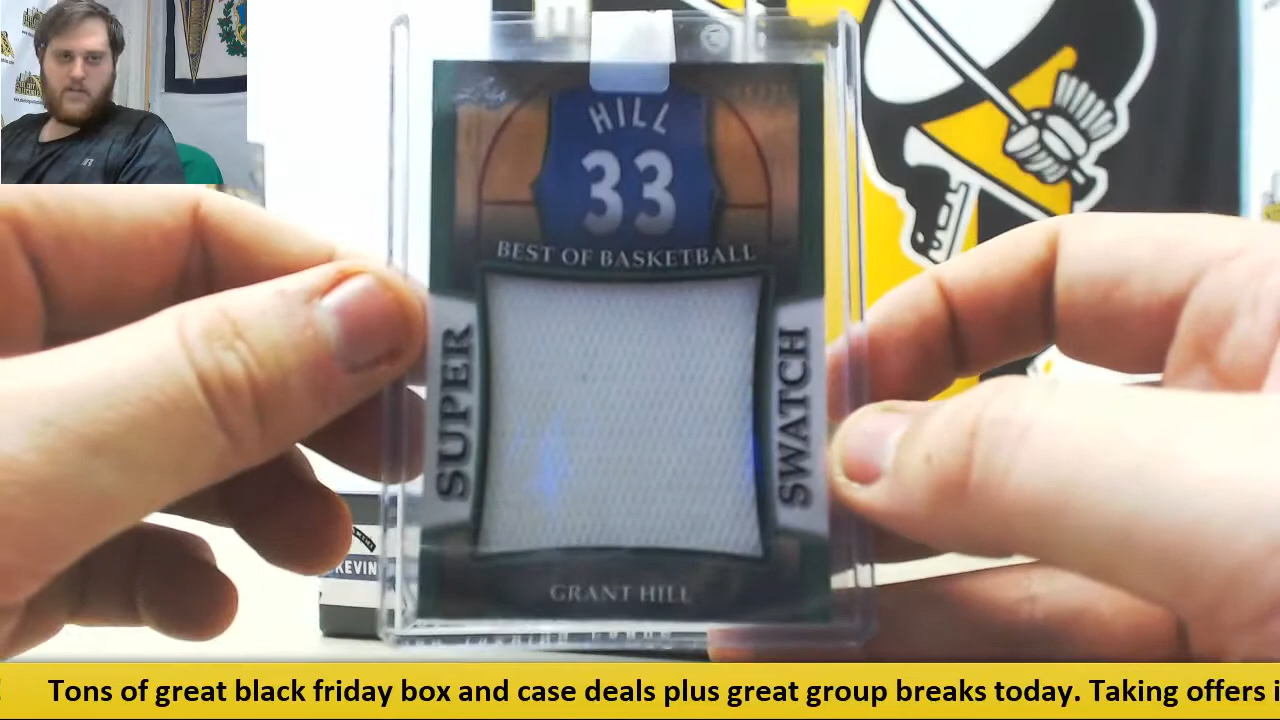 HILL
33
BEST OF BASKETBALL
SUPER
SWATCH
GRANT HILL
KEVIN
Tons of great black friday box and case deals plus great group breaks today. Taking offers i